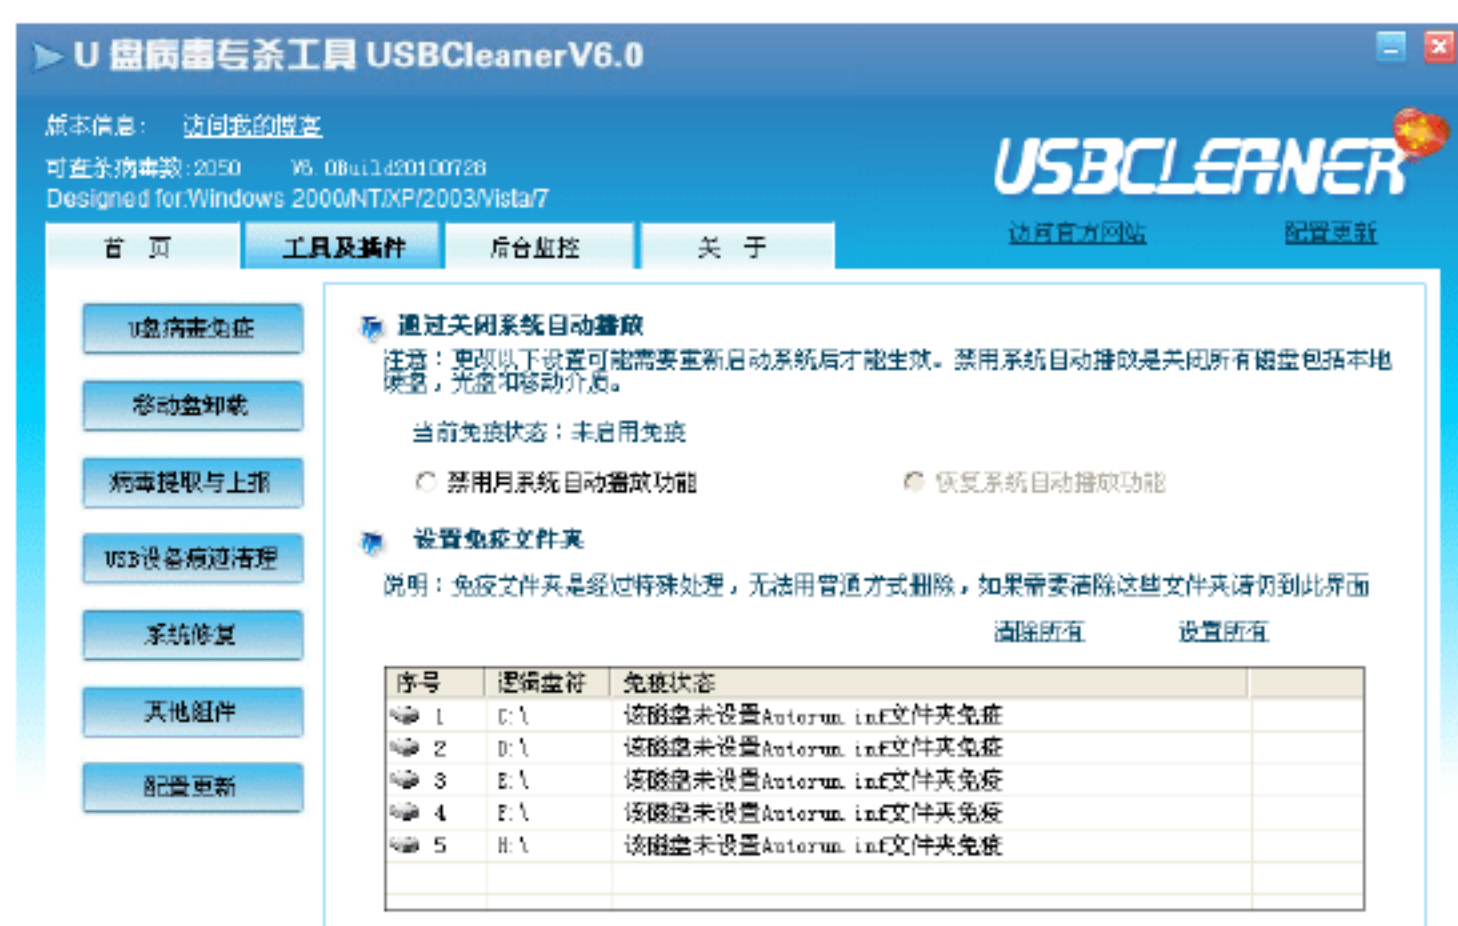 U 盘病毒专杀工具 USBCleanerV6.0
版本信息： 访问我的博客
可查杀病毒数:2050 V6.0Build20100728
Designed for:Windows 2000/NT/XP/2003/Vista/7
USBCLEANER
访问官方网站 配置更新
首 页 工具及插件 后台监控 关 于
U盘病毒免疫
移动盘卸载
病毒提取与上报
USB设备痕迹清理
系统修复
其他组件
配置更新
通过关闭系统自动播放
注意：更改以下设置可能需要重新启动系统后才能生效。禁用系统自动播放是关闭所有磁盘包括本地
硬盘，光盘和移动介质。
当前免疫状态：未启用免疫
禁用用系统自动播放功能 恢复系统自动播放功能
设置免疫文件夹
说明：免疫文件夹是经过特殊处理，无法用普通方式删除，如果需要清除这些文件夹请仍到此界面
清除所有 设置所有
序号 逻辑盘符 免疫状态
1 C:\ 该磁盘未设置Autorun.inf文件夹免疫
2 D:\ 该磁盘未设置Autorun.inf文件夹免疫
3 E:\ 该磁盘未设置Autorun.inf文件夹免疫
4 F:\ 该磁盘未设置Autorun.inf文件夹免疫
5 H:\ 该磁盘未设置Autorun.inf文件夹免疫